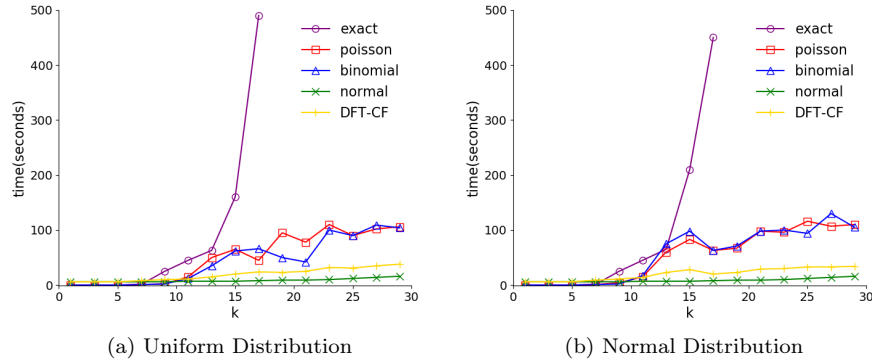 500
400
300
200
100
0
time(seconds)
0 5 10 15 20 25 30
k
exact
poisson
binomial
normal
DFT-CF
(a) Uniform Distribution
500
400
300
200
100
0
time(seconds)
0 5 10 15 20 25 30
k
exact
poisson
binomial
normal
DFT-CF
(b) Normal Distribution